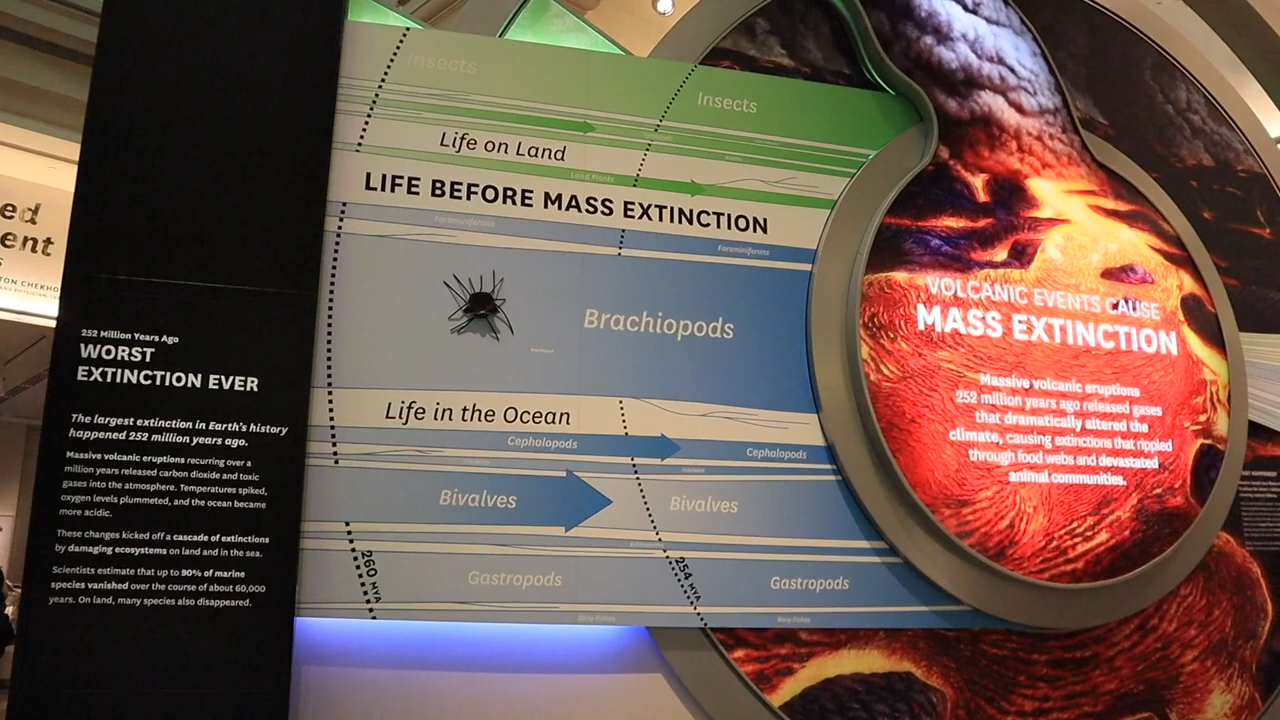 ed
ent
TON CHEKHO
252 Million Years Ago
WORST
EXTINCTION EVER
The largest extinction in Earth's history
happened 252 million years ago.
Massive volcanic eruptions recurring over a
million years released carbon dioxide and toxic
gases into the atmosphere. Temperatures spiked,
oxygen levels plummeted, and the ocean became
more acidic.
These changes kicked off a cascade of extinctions
by damaging ecosystems on land and in the sea.
Scientists estimate that up to 90% of marine
species vanished over the course of about 60,000
years. On land, many species also disappeared.
Insects
Insects
Life on Land
Land Plants
LIFE BEFORE MASS EXTINCTION
Foraminiferans
Foraminiferans
Brachiopods
Life in the Ocean
Cephalopods
Cephalopods
Bivalves
Bivalves
260 MYA
254 MYA
Gastropods
Gastropods
Bony Fishes
Bony Fishes
VOLCANIC EVENTS CAUSE
MASS EXTINCTION
Massive volcanic eruptions
252 million years ago released gases
that dramatically altered the
climate, causing extinctions that rippled
through food webs and devastated
animal communities.